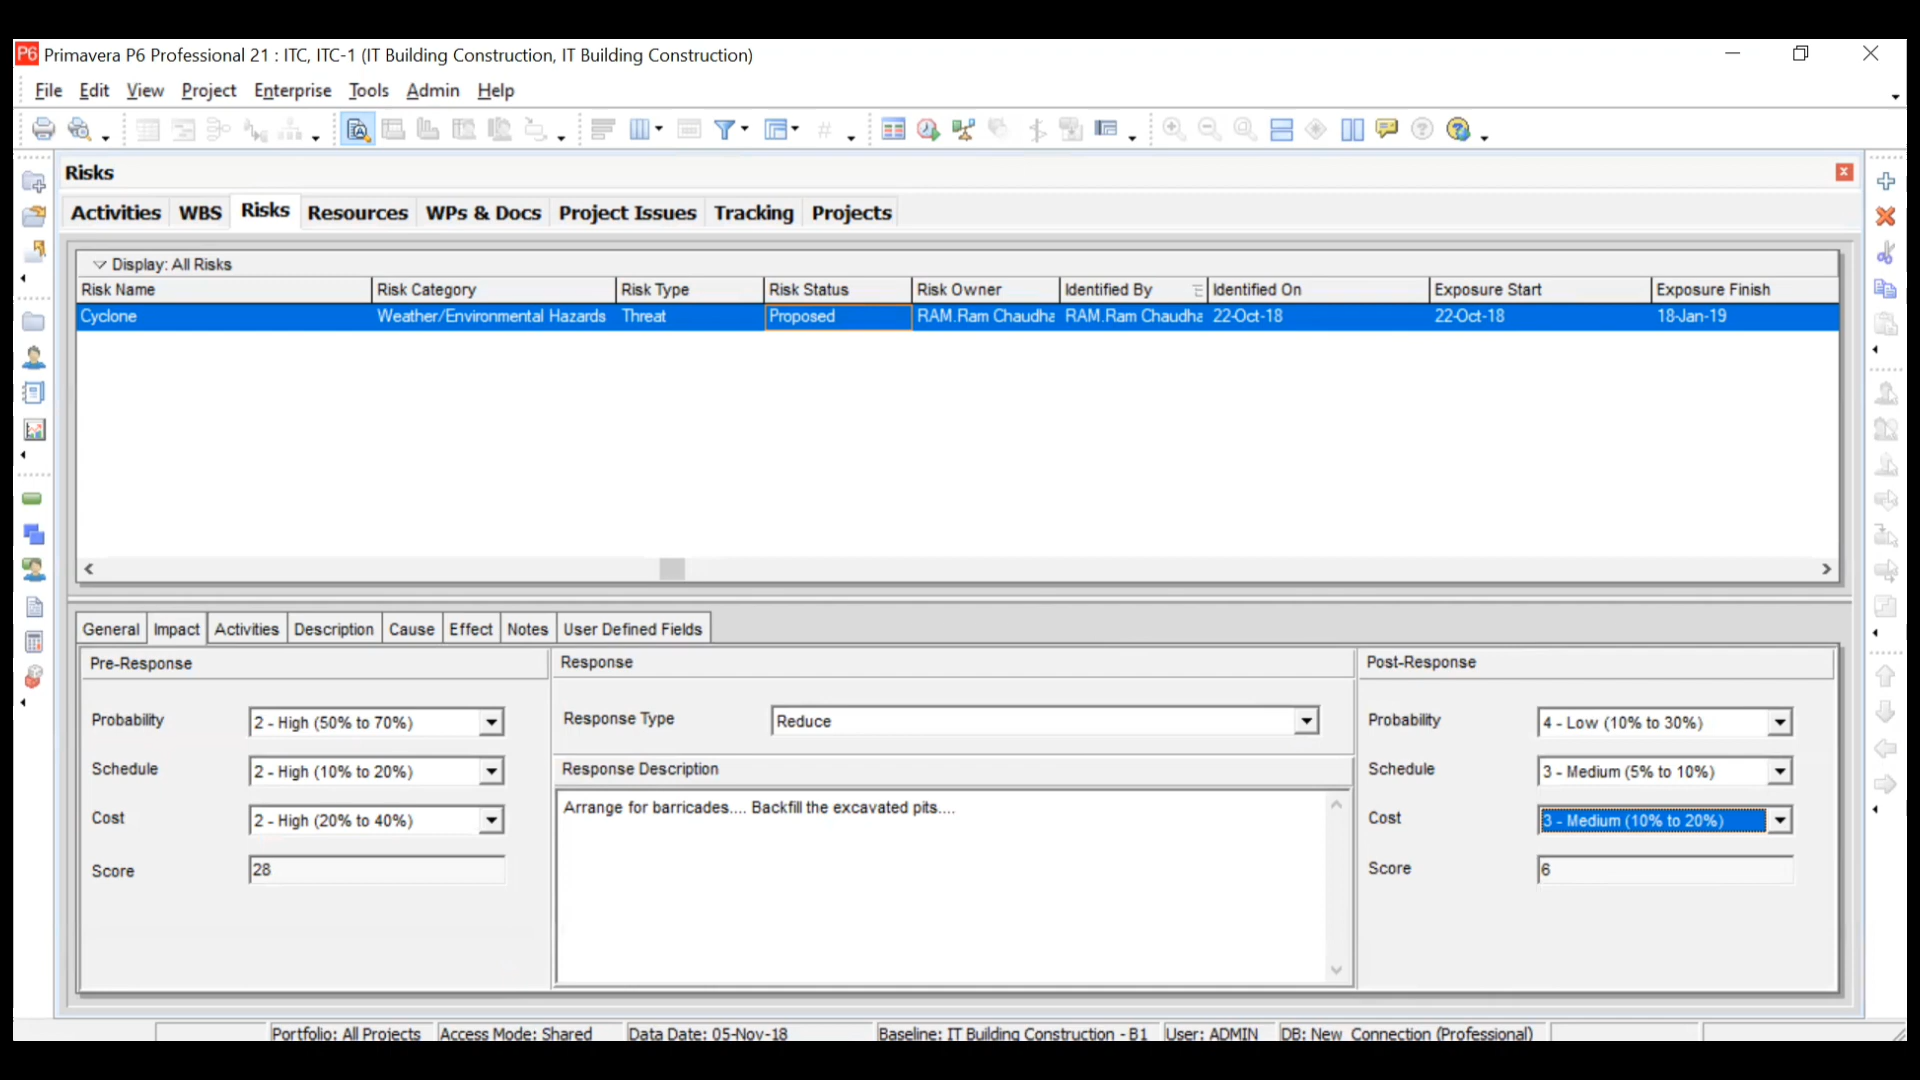 P6 Primavera P6 Professional 21 : ITC, ITC-1 (IT Building Construction, IT Building Construction)
File Edit View Project Enterprise Tools Admin Help
Risks
Activities WBS Risks Resources WPs & Docs Project Issues Tracking Projects
Display: All Risks
Risk Name Risk Category Risk Type Risk Status Risk Owner Identified By Identified On Exposure Start Exposure Finish
Cyclone Weather/Environmental Hazards Threat Proposed RAM.Ram Chaudha RAM.Ram Chaudha 22-Oct-18 22-Oct-18 18-Jan-19
General Impact Activities Description Cause Effect Notes User Defined Fields
Pre-Response Response Post-Response
Probability 2 - High (50% to 70%) Response Type Reduce Probability 4 - Low (10% to 30%)
Schedule 2 - High (10% to 20%) Response Description Schedule 3 - Medium (5% to 10%)
Arrange for barricades.... Backfill the excavated pits....
Cost 2 - High (20% to 40%) Cost 3 - Medium (10% to 20%)
Score 28 Score 6
Portfolio: All Projects Access Mode: Shared Data Date: 05-Nov-18 Baseline: IT Building Construction - B1 User: ADMIN DB: New_Connection (Professional)